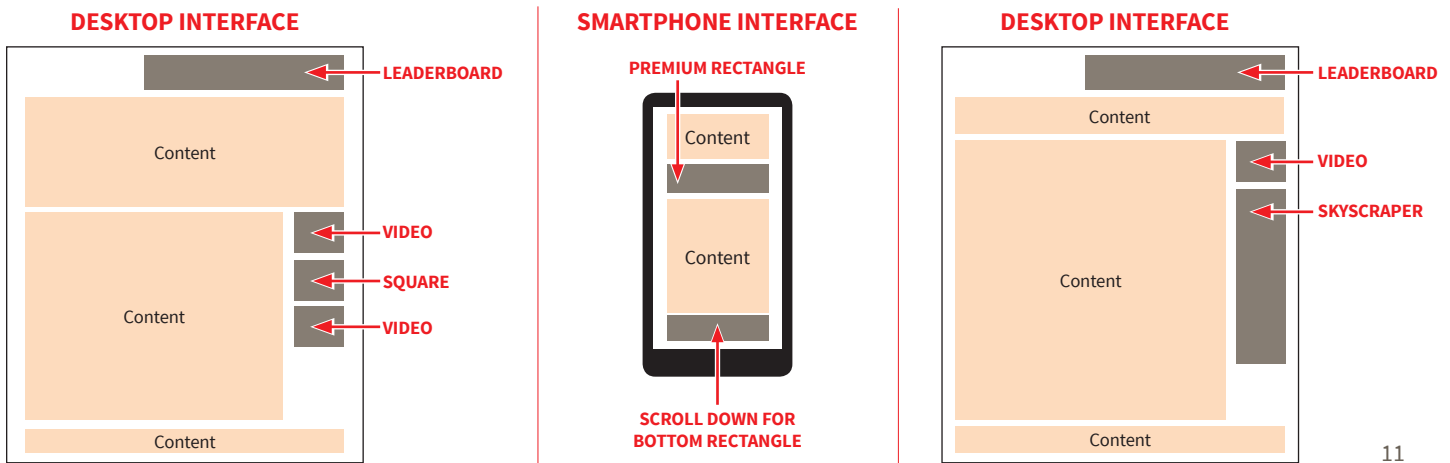 DESKTOP INTERFACE
LEADERBOARD
Content
VIDEO
SQUARE
Content
VIDEO
Content
SMARTPHONE INTERFACE
PREMIUM RECTANGLE
Content
Content
SCROLL DOWN FOR
BOTTOM RECTANGLE
DESKTOP INTERFACE
LEADERBOARD
Content
VIDEO
SKYSCRAPER
Content
Content
11